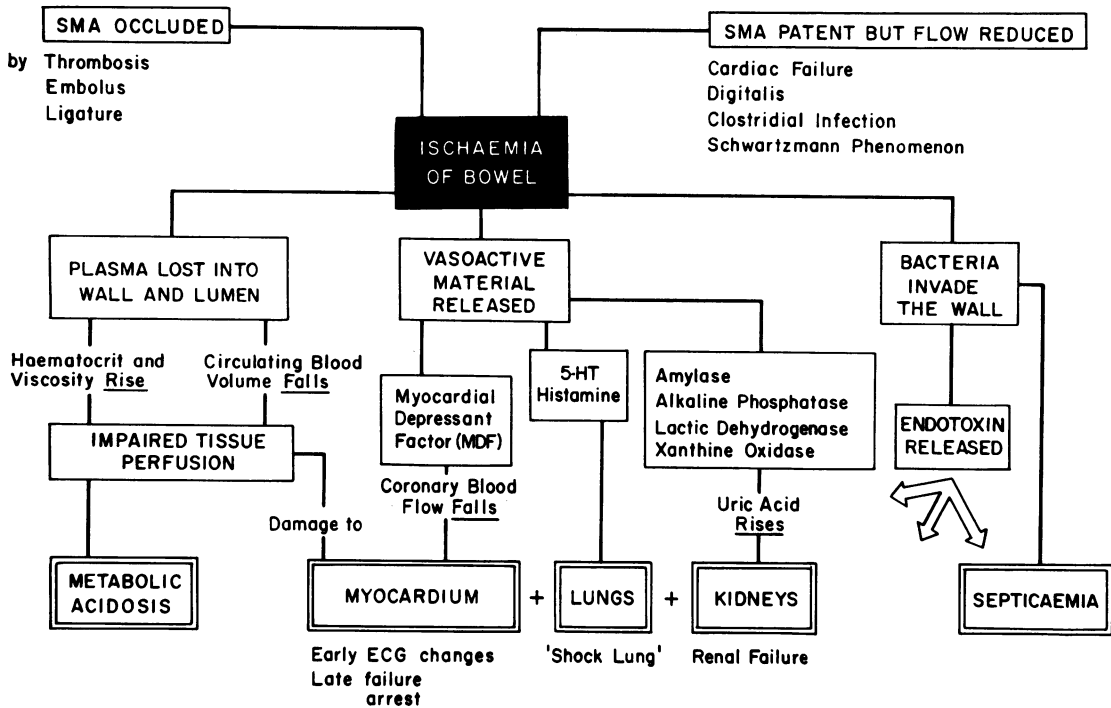 SMA OCCLUDED
by Thrombosis
Embolus
Ligature
SMA PATENT BUT FLOW REDUCED
Cardiac Failure
Digitalis
Clostridial Infection
Schwartzmann Phenomenon
ISCHAEMIA
OF BOWEL
PLASMA LOST INTO
WALL AND LUMEN
VASOACTIVE
MATERIAL
RELEASED
BACTERIA
INVADE
THE WALL
Haematocrit and
Viscosity Rise
Circulating Blood
Volume Falls
Myocardial
Depressant
Factor (MDF)
5-HT
Histamine
Amylase
Alkaline Phosphatase
Lactic Dehydrogenase
Xanthine Oxidase
ENDOTOXIN
RELEASED
IMPAIRED TISSUE
PERFUSION
Coronary Blood
Flow Falls
Uric Acid
Rises
Damage to
METABOLIC
ACIDOSIS
MYOCARDIUM + LUNGS + KIDNEYS
SEPTICAEMIA
Early ECG changes
Late failure
arrest
'Shock Lung'
Renal Failure